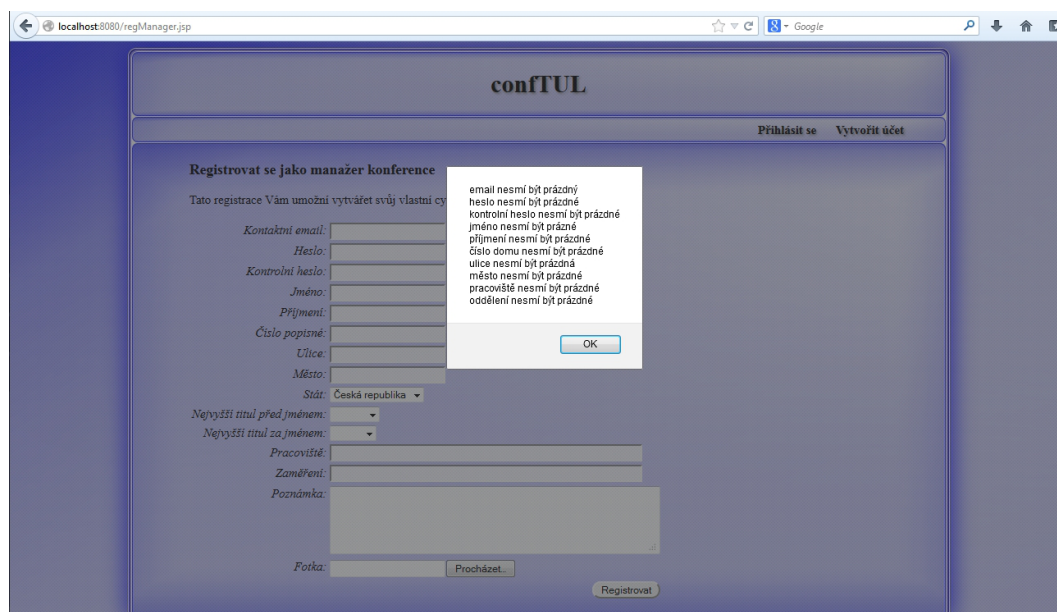 localhost:8080/regManager.jsp
Google
confTUL
Přihlásit se Vytvořit účet
Registrovat se jako manažer konference
Tato registrace Vám umožní vytvářet svůj vlastní cy
Kontaktní email:
Heslo:
Kontrolní heslo:
Jméno:
Příjmení:
Číslo popisné:
Ulice:
Město:
Stát: Česká republika
Nejvyšší titul před jménem:
Nejvyšší titul za jménem:
Pracoviště:
Zaměření:
Poznámka:
Fotka: Procházet...
Registrovat
email nesmí být prázdný
heslo nesmí být prázdné
kontrolní heslo nesmí být prázdné
jméno nesmí být prázné
příjmení nesmí být prázdné
číslo domu nesmí být prázdné
ulice nesmí být prázdná
město nesmí být prázdné
pracoviště nesmí být prázdné
oddělení nesmí být prázdné
OK